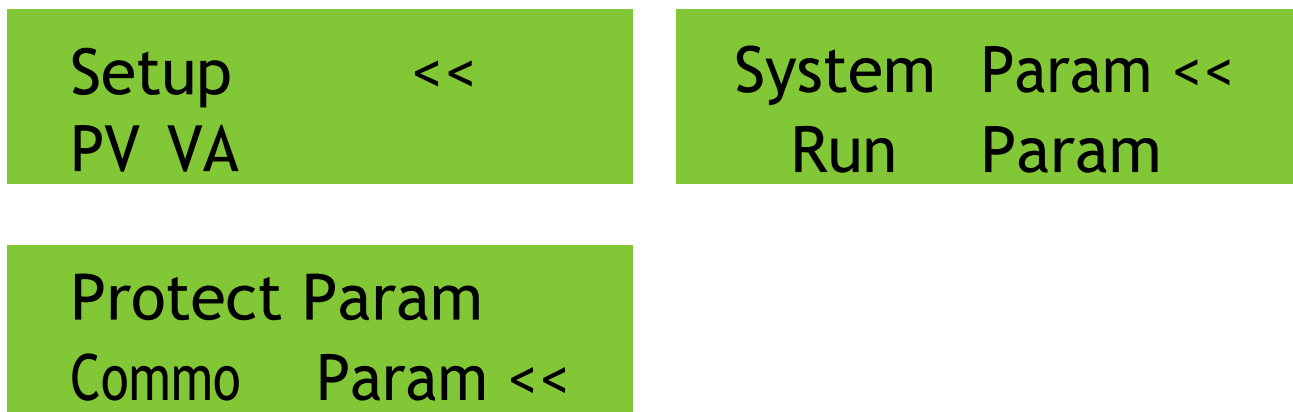 Setup <<
PV VA
System Param <<
Run Param
Protect Param
Commo Param <<